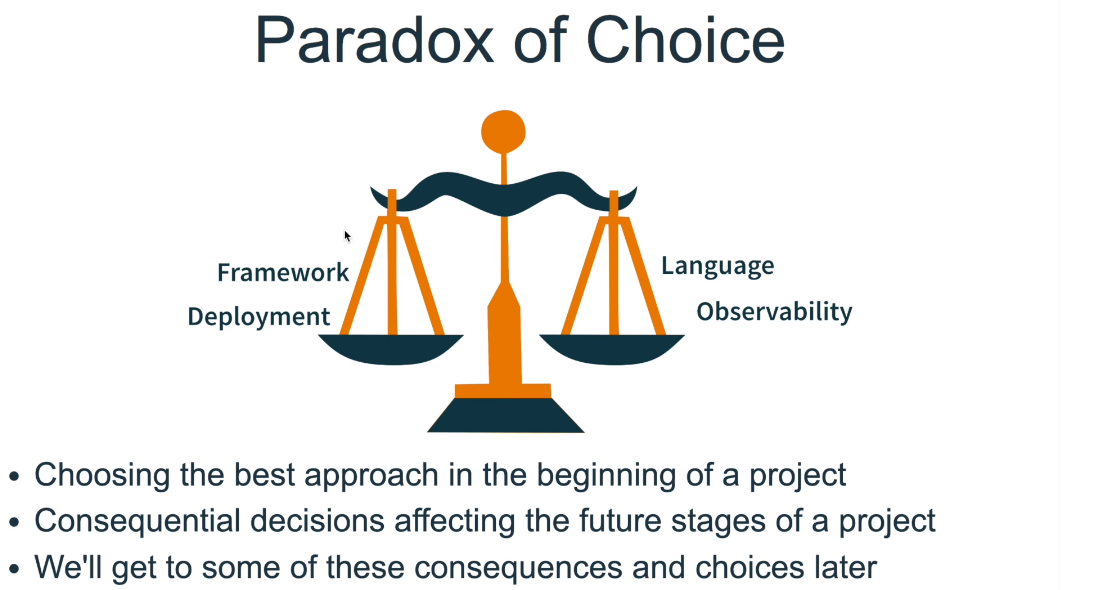 Paradox of Choice
Framework
Language
Deployment
Observability
• Choosing the best approach in the beginning of a project
• Consequential decisions affecting the future stages of a project
• We'll get to some of these consequences and choices later